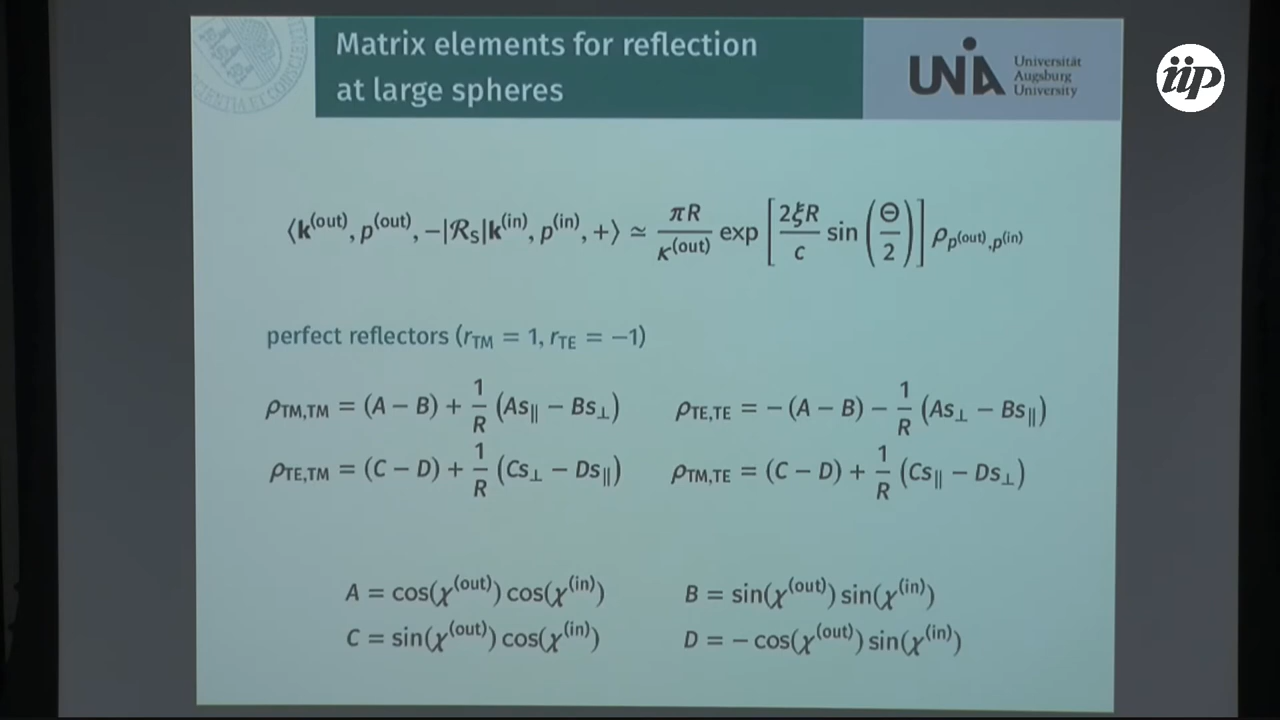 Matrix elements for reflection
at large spheres
UNIA Universität
Augsburg
University
iip
⟨k^(out), p^(out), −|ℛ_S|k^(in), p^(in), +⟩ ≃ πR/κ^(out) exp[2ξR/c sin(Θ/2)] ρ_p^(out),p^(in)
perfect reflectors (r_TM = 1, r_TE = −1)
ρ_TM,TM = (A − B) + 1/R (As_∥ − Bs_⊥) ρ_TE,TE = −(A − B) − 1/R (As_⊥ − Bs_∥)
ρ_TE,TM = (C − D) + 1/R (Cs_⊥ − Ds_∥) ρ_TM,TE = (C − D) + 1/R (Cs_∥ − Ds_⊥)
A = cos(χ^(out)) cos(χ^(in)) B = sin(χ^(out)) sin(χ^(in))
C = sin(χ^(out)) cos(χ^(in)) D = − cos(χ^(out)) sin(χ^(in))